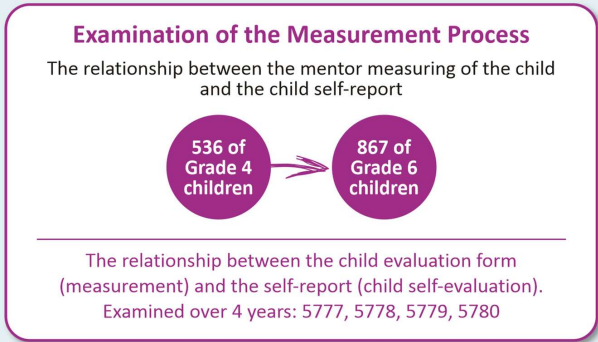 Examination of the Measurement Process
The relationship between the mentor measuring of the child
and the child self-report
536 of
Grade 4
children
867 of
Grade 6
children
The relationship between the child evaluation form
(measurement) and the self-report (child self-evaluation).
Examined over 4 years: 5777, 5778, 5779, 5780